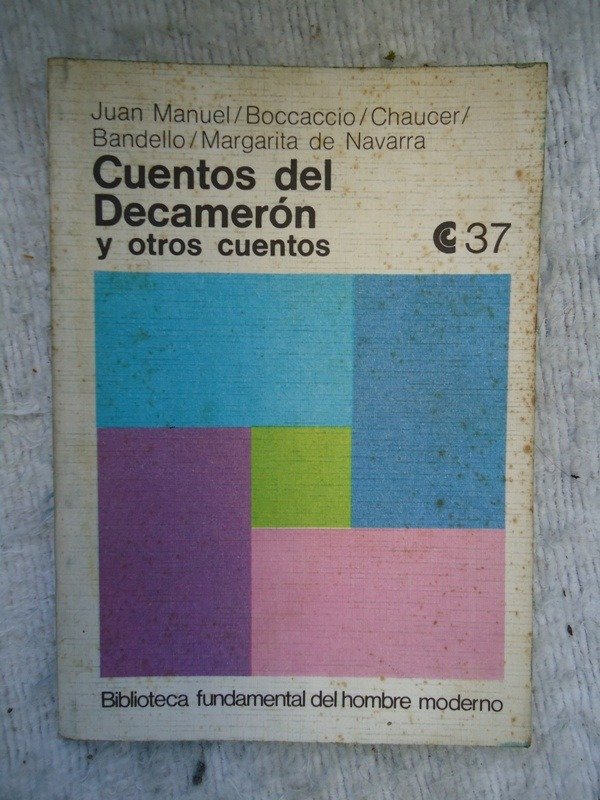 Juan Manuel/Boccaccio/Chaucer/
Bandello/Margarita de Navarra
Cuentos del
Decamerón
y otros cuentos
37
Biblioteca fundamental del hombre moderno